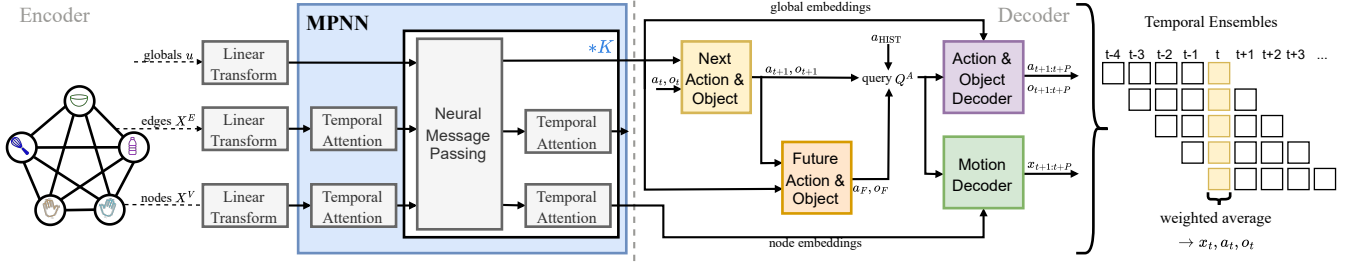 Encoder
MPNN
*K
globals u
Linear
Transform
edges X^E
Linear
Transform
Temporal
Attention
nodes X^V
Linear
Transform
Temporal
Attention
Neural
Message
Passing
Temporal
Attention
Temporal
Attention
global embeddings
Decoder
a_t, o_t
Next
Action &
Object
a_{t+1}, o_{t+1}
a_HIST
query Q^A
Future
Action &
Object
a_F, o_F
Action &
Object
Decoder
a_{t+1:t+P}
o_{t+1:t+P}
Motion
Decoder
x_{t+1:t+P}
node embeddings
Temporal Ensembles
t-4 t-3 t-2 t-1 t t+1 t+2 t+3 ...
weighted average
→ x_t, a_t, o_t